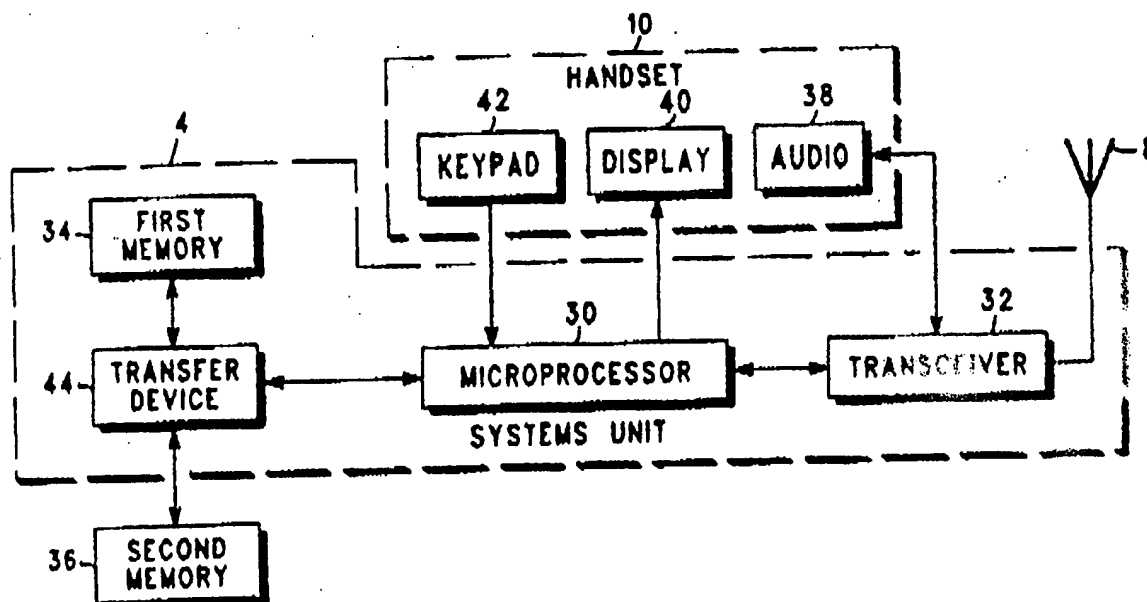 10
HANDSET
42
40
38
KEYPAD
DISPLAY
AUDIO
4
8
34
FIRST
MEMORY
30
32
44
TRANSFER
DEVICE
MICROPROCESSOR
TRANSCEIVER
SYSTEMS UNIT
36
SECOND
MEMORY